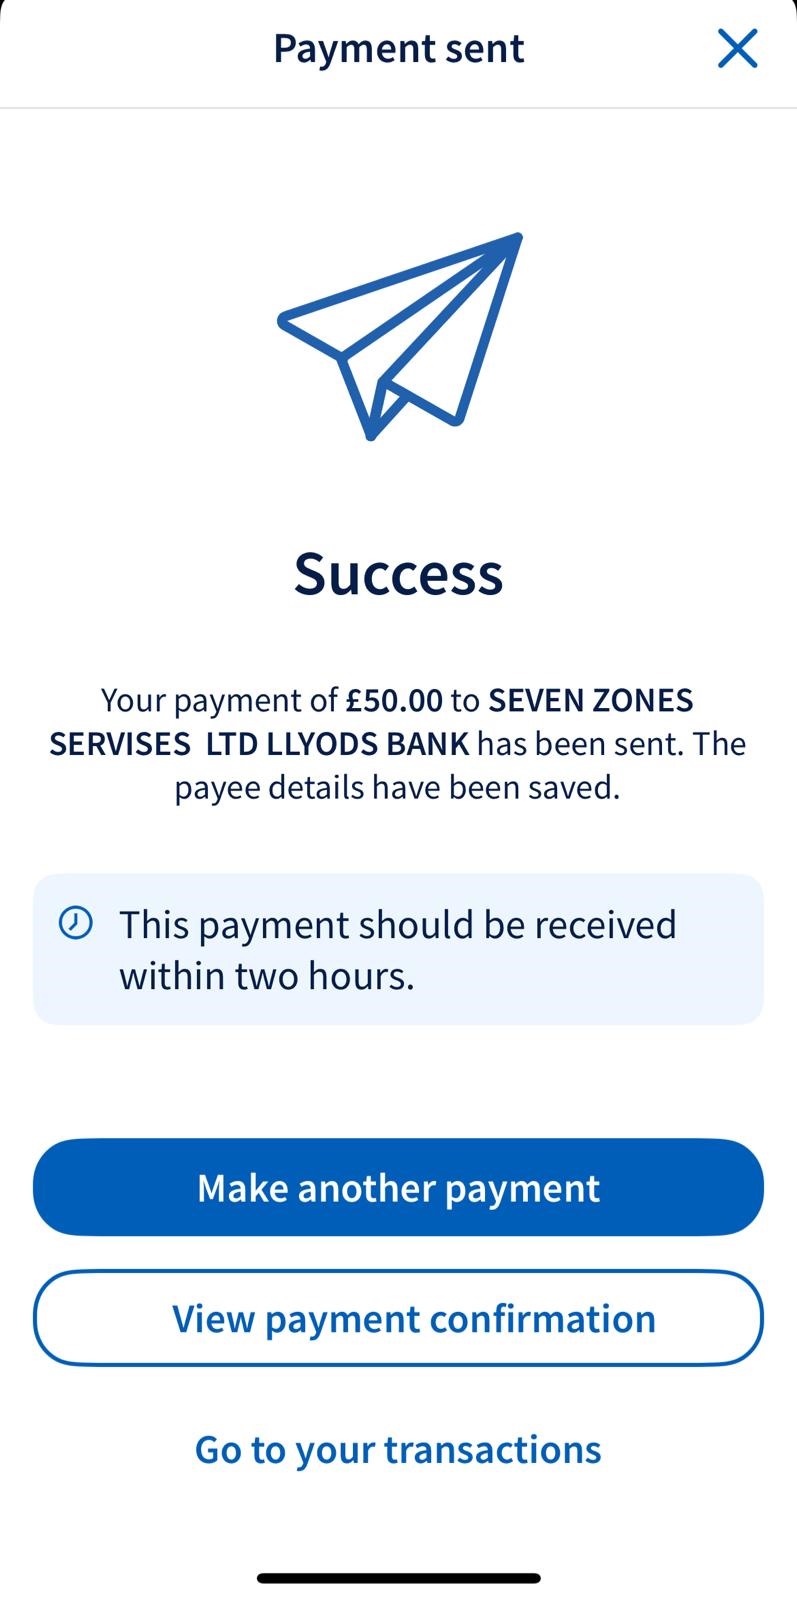 Payment sent
Success
Your payment of £50.00 to SEVEN ZONES
SERVISES  LTD LLYODS BANK has been sent. The
payee details have been saved.
This payment should be received
within two hours.
Make another payment
View payment confirmation
Go to your transactions